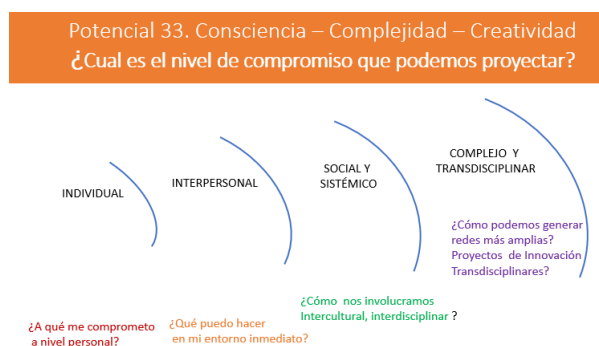 Potencial 33. Consciencia – Complejidad – Creatividad
¿Cual es el nivel de compromiso que podemos proyectar?
INDIVIDUAL
INTERPERSONAL
SOCIAL Y
SISTÉMICO
COMPLEJO Y
TRANSDISCIPLINAR
¿A qué me comprometo
a nivel personal?
¿Qué puedo hacer
en mi entorno inmediato?
¿Cómo nos involucramos
Intercultural, interdisciplinar ?
¿Cómo podemos generar
redes más amplias?
Proyectos de Innovación
Transdisciplinares?